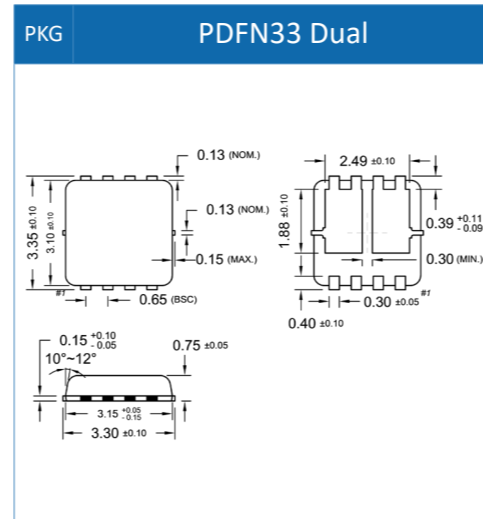 PKG PDFN33 Dual
0.13 (NOM.)
0.13 (NOM.)
0.15 (MAX.)
3.35 ±0.10
3.10 ±0.10
#1
0.65 (BSC)
2.49 ±0.10
1.88 ±0.10
0.39 +0.11 -0.09
0.30 (MIN.)
#1
0.30 ±0.05
0.40 ±0.10
0.15 +0.10 -0.05
10°~12°
0.75 ±0.05
3.15 +0.05 -0.15
3.30 ±0.10